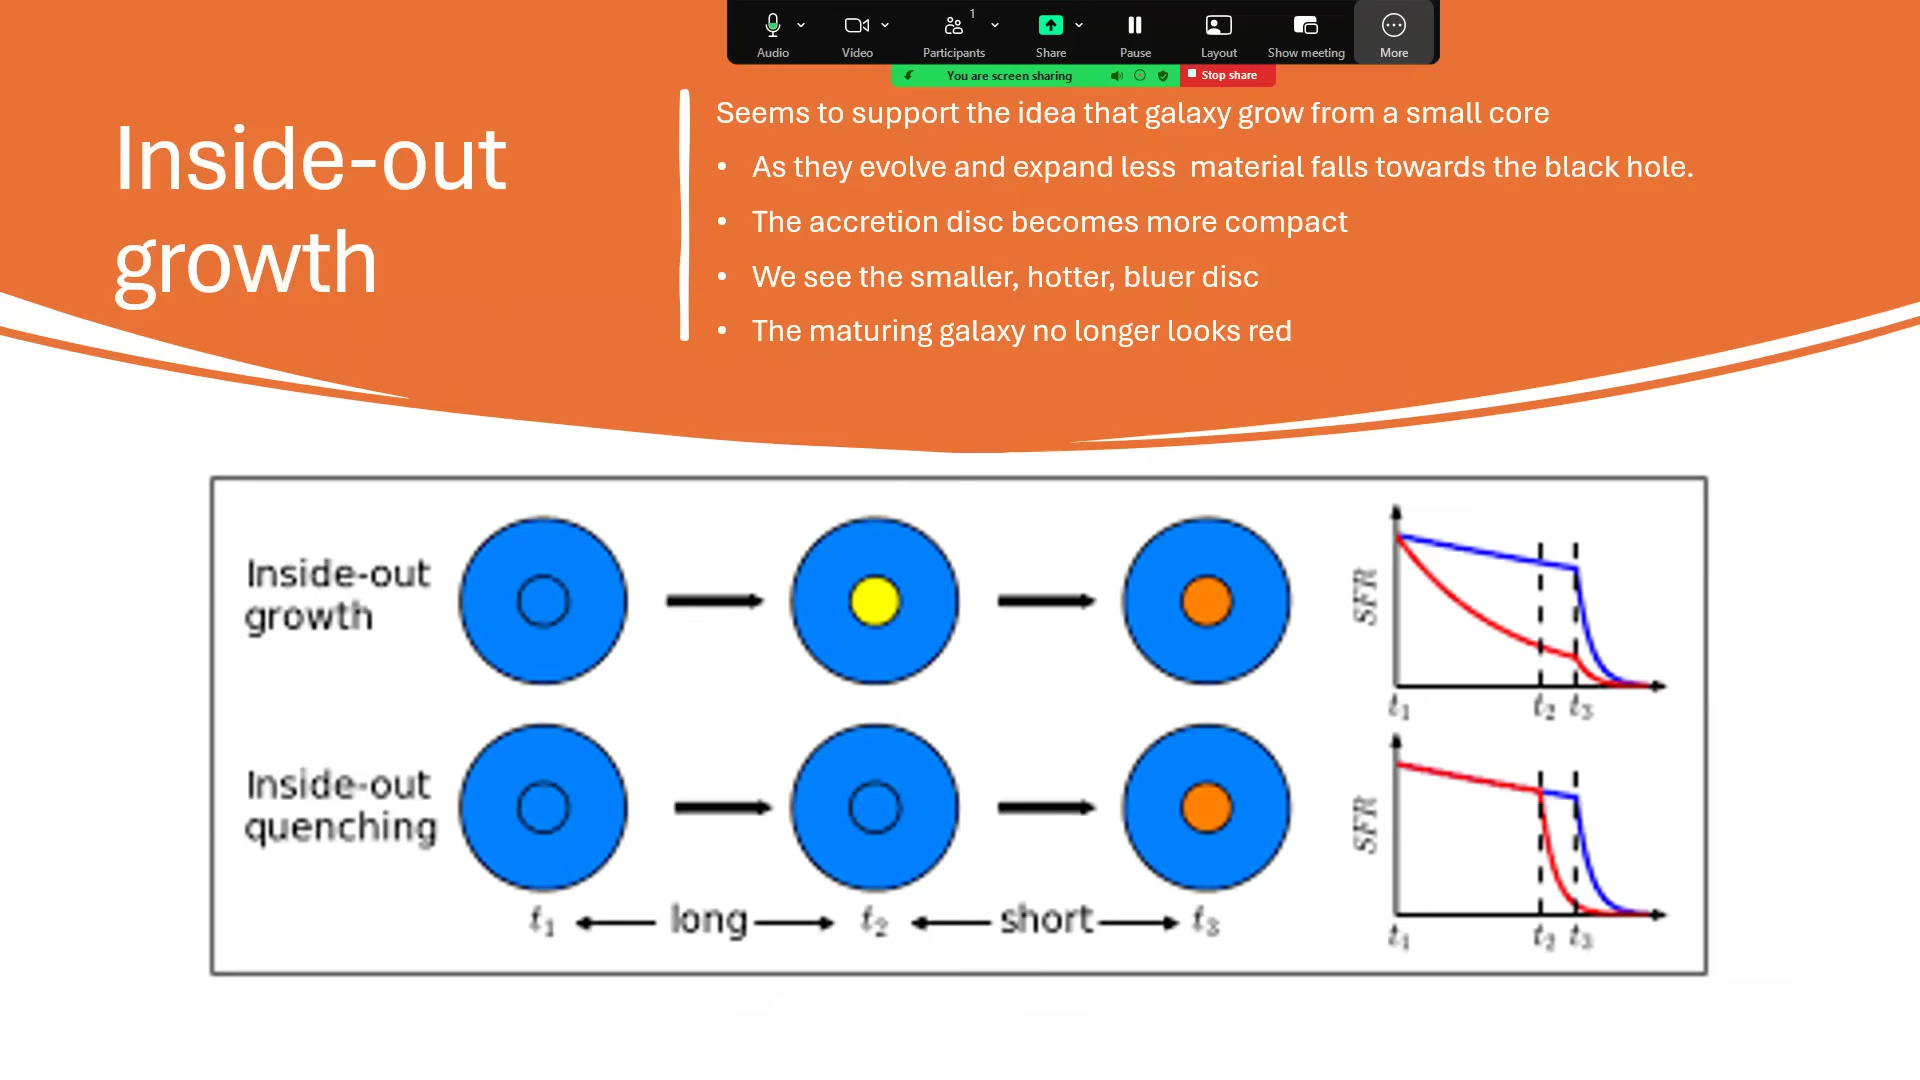 1
Audio
Video
Participants
Share
Pause
Layout
Show meeting
More
You are screen sharing
Stop share
Inside-out
growth
Seems to support the idea that galaxy grow from a small core
• As they evolve and expand less  material falls towards the black hole.
• The accretion disc becomes more compact
• We see the smaller, hotter, bluer disc
• The maturing galaxy no longer looks red
Inside-out
growth
SFR
t₁ t₂ t₃
Inside-out
quenching
SFR
t₁ t₂ t₃
t₁ long t₂ short t₃